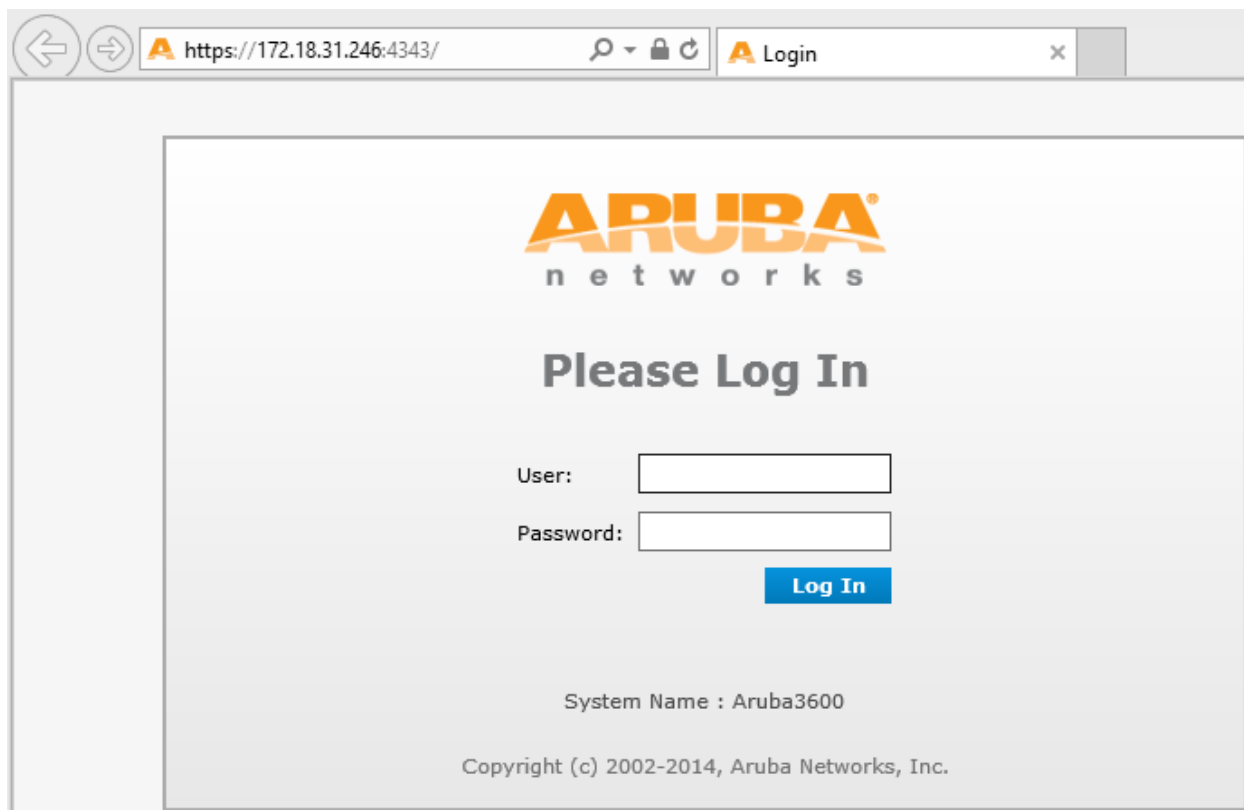 https://172.18.31.246:4343/
Login
ARUBA®
networks
Please Log In
User:
Password:
Log In
System Name : Aruba3600
Copyright (c) 2002-2014, Aruba Networks, Inc.